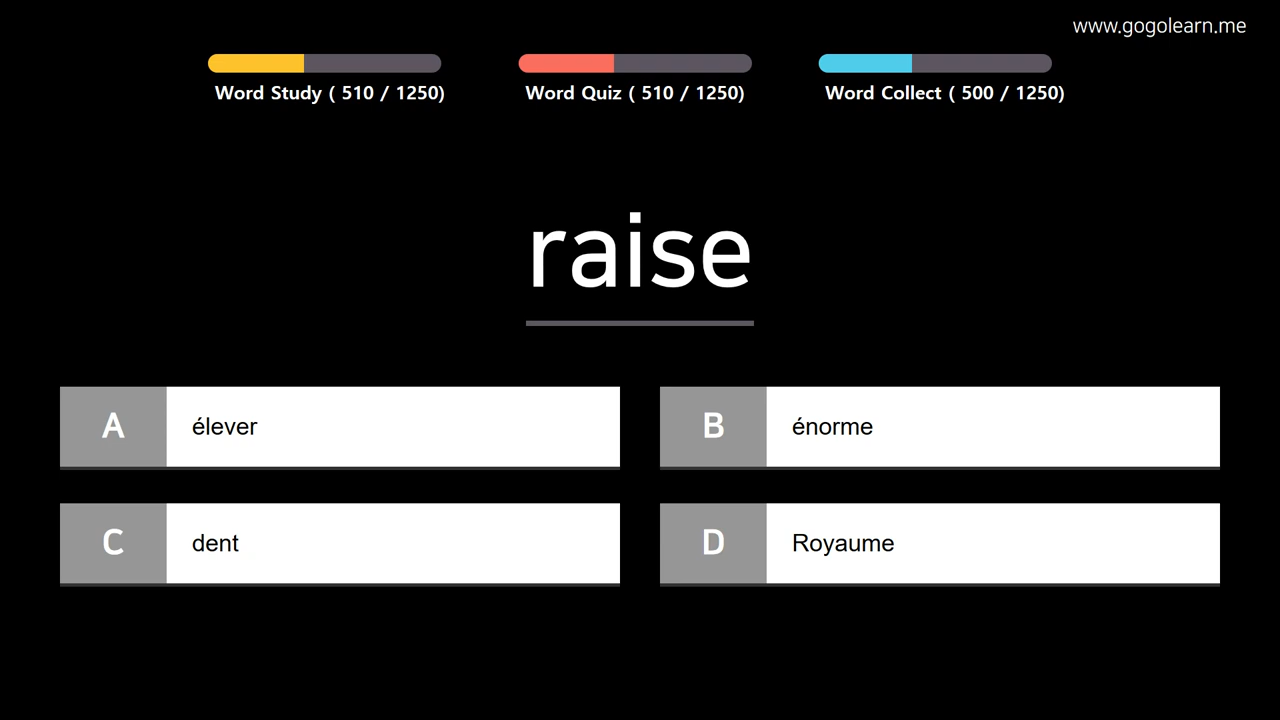 www.gogolearn.me
Word Study ( 510 / 1250)
Word Quiz ( 510 / 1250)
Word Collect ( 500 / 1250)
raise
A élever
B énorme
C dent
D Royaume